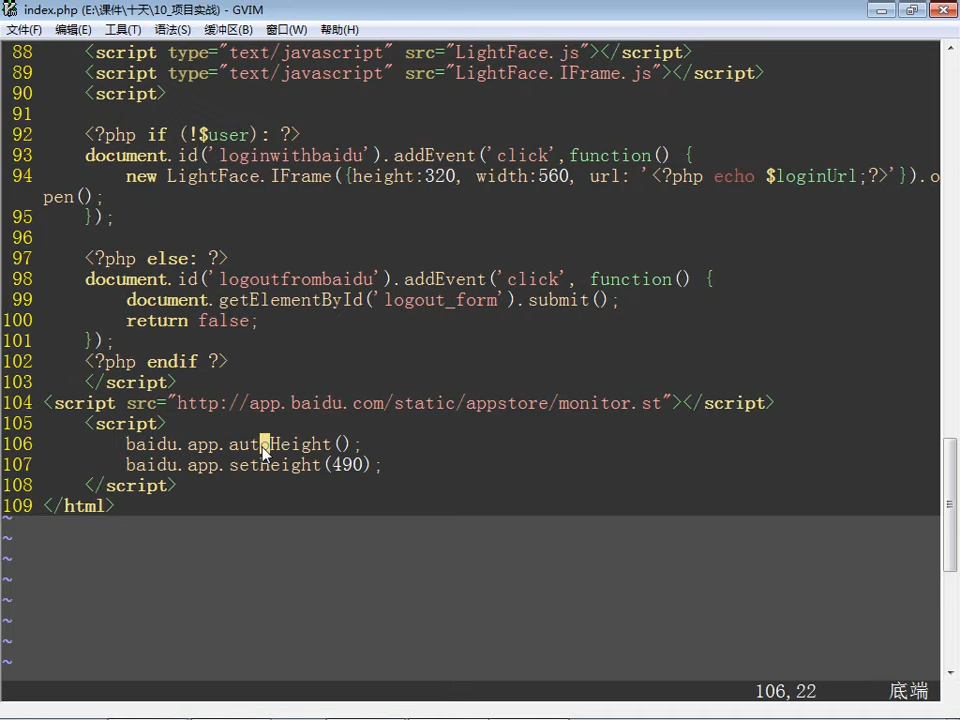 index.php (E:\课件\十天\10_项目实战) - GVIM
文件(F) 编辑(E) 工具(T) 语法(S) 缓冲区(B) 窗口(W) 帮助(H)
88 <script type="text/javascript" src="LightFace.js"></script>
89 <script type="text/javascript" src="LightFace.IFrame.js"></script>
90 <script>
91
92 <?php if (!$user): ?>
93 document.id('loginwithbaidu').addEvent('click',function() {
94 new LightFace.IFrame({height:320, width:560, url: '<?php echo $loginUrl;?>'}).o
pen();
95 });
96
97 <?php else: ?>
98 document.id('logoutfrombaidu').addEvent('click', function() {
99 document.getElementById('logout_form').submit();
100 return false;
101 });
102 <?php endif ?>
103 </script>
104 <script src="http://app.baidu.com/static/appstore/monitor.st"></script>
105 <script>
106 baidu.app.autoHeight();
107 baidu.app.setHeight(490);
108 </script>
109 </html>
~
~
~
~
~
~
~
~
106,22 底端